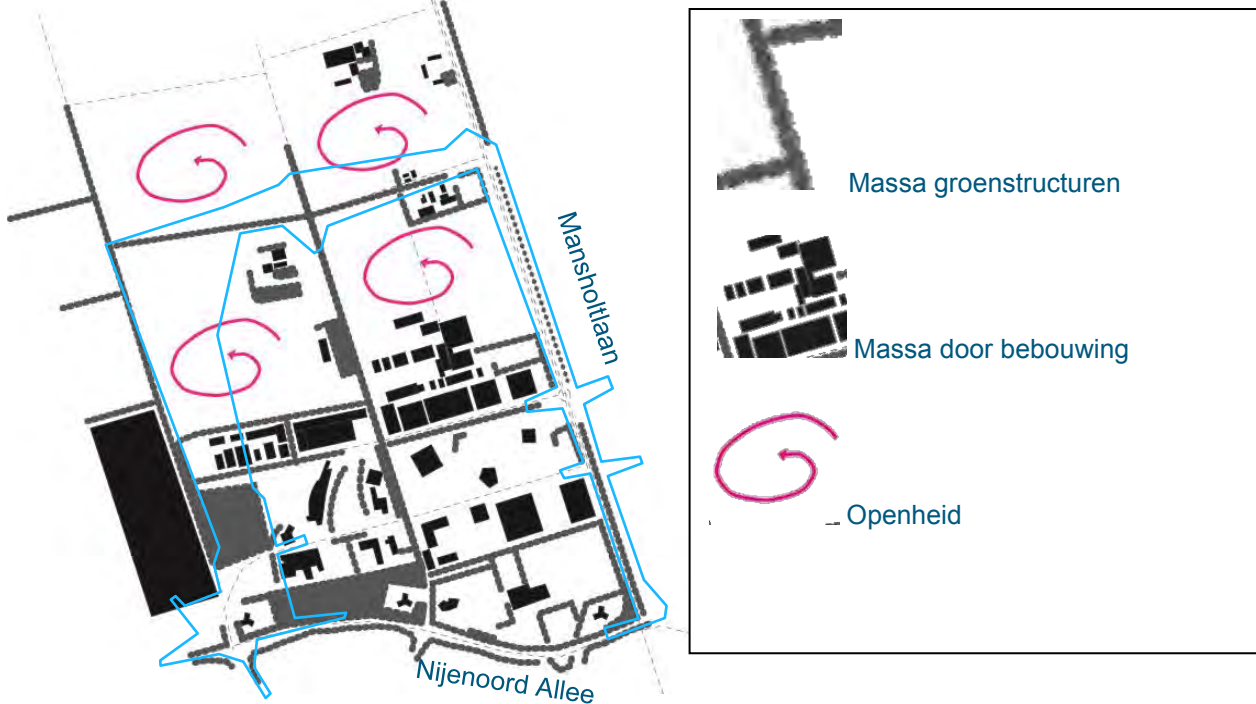 Mansholtlaan
Nijenoord Allee
Massa groenstructuren
Massa door bebouwing
Openheid